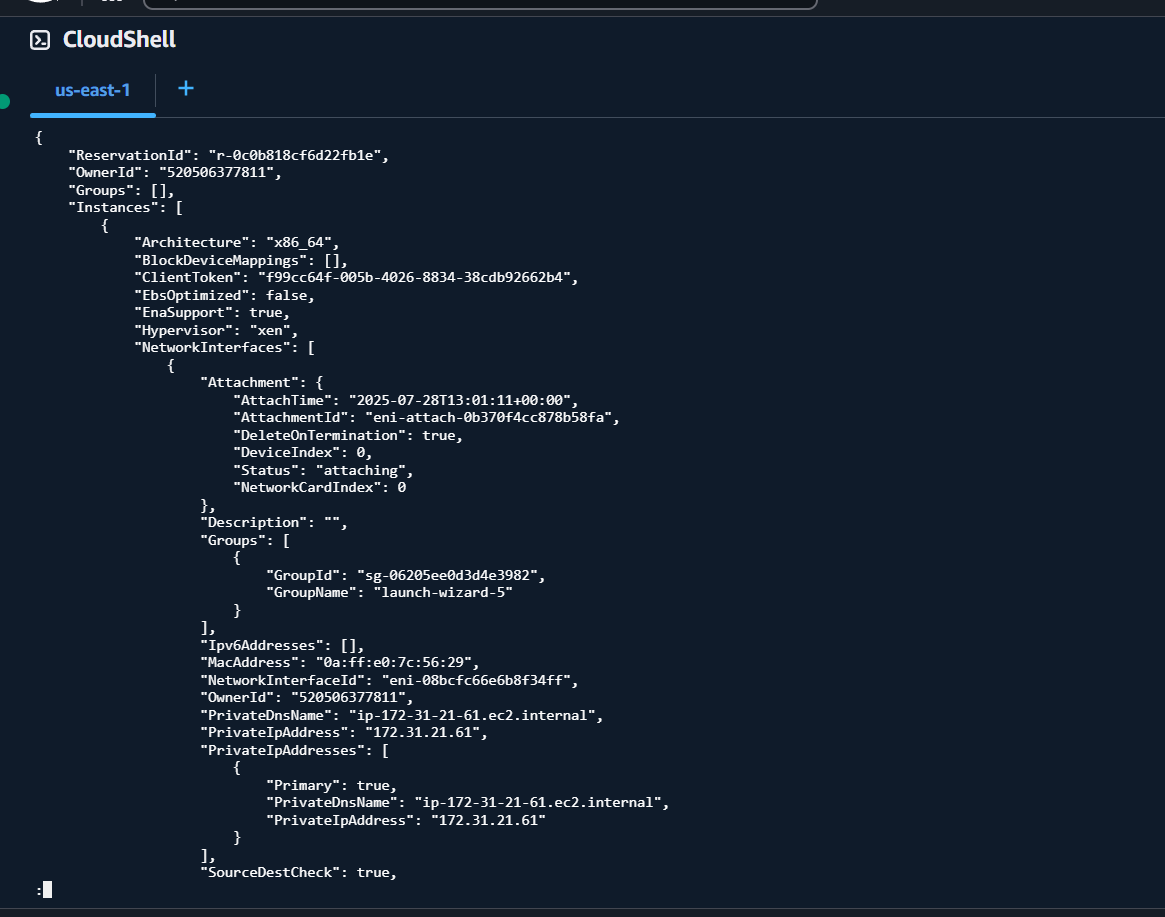 CloudShell
us-east-1
+
{
    "ReservationId": "r-0c0b818cf6d22fb1e",
    "OwnerId": "520506377811",
    "Groups": [],
    "Instances": [
        {
            "Architecture": "x86_64",
            "BlockDeviceMappings": [],
            "ClientToken": "f99cc64f-005b-4026-8834-38cdb92662b4",
            "EbsOptimized": false,
            "EnaSupport": true,
            "Hypervisor": "xen",
            "NetworkInterfaces": [
                {
                    "Attachment": {
                        "AttachTime": "2025-07-28T13:01:11+00:00",
                        "AttachmentId": "eni-attach-0b370f4cc878b58fa",
                        "DeleteOnTermination": true,
                        "DeviceIndex": 0,
                        "Status": "attaching",
                        "NetworkCardIndex": 0
                    },
                    "Description": "",
                    "Groups": [
                        {
                            "GroupId": "sg-06205ee0d3d4e3982",
                            "GroupName": "launch-wizard-5"
                        }
                    ],
                    "Ipv6Addresses": [],
                    "MacAddress": "0a:ff:e0:7c:56:29",
                    "NetworkInterfaceId": "eni-08bcfc66e6b8f34ff",
                    "OwnerId": "520506377811",
                    "PrivateDnsName": "ip-172-31-21-61.ec2.internal",
                    "PrivateIpAddress": "172.31.21.61",
                    "PrivateIpAddresses": [
                        {
                            "Primary": true,
                            "PrivateDnsName": "ip-172-31-21-61.ec2.internal",
                            "PrivateIpAddress": "172.31.21.61"
                        }
                    ],
                    "SourceDestCheck": true,
: